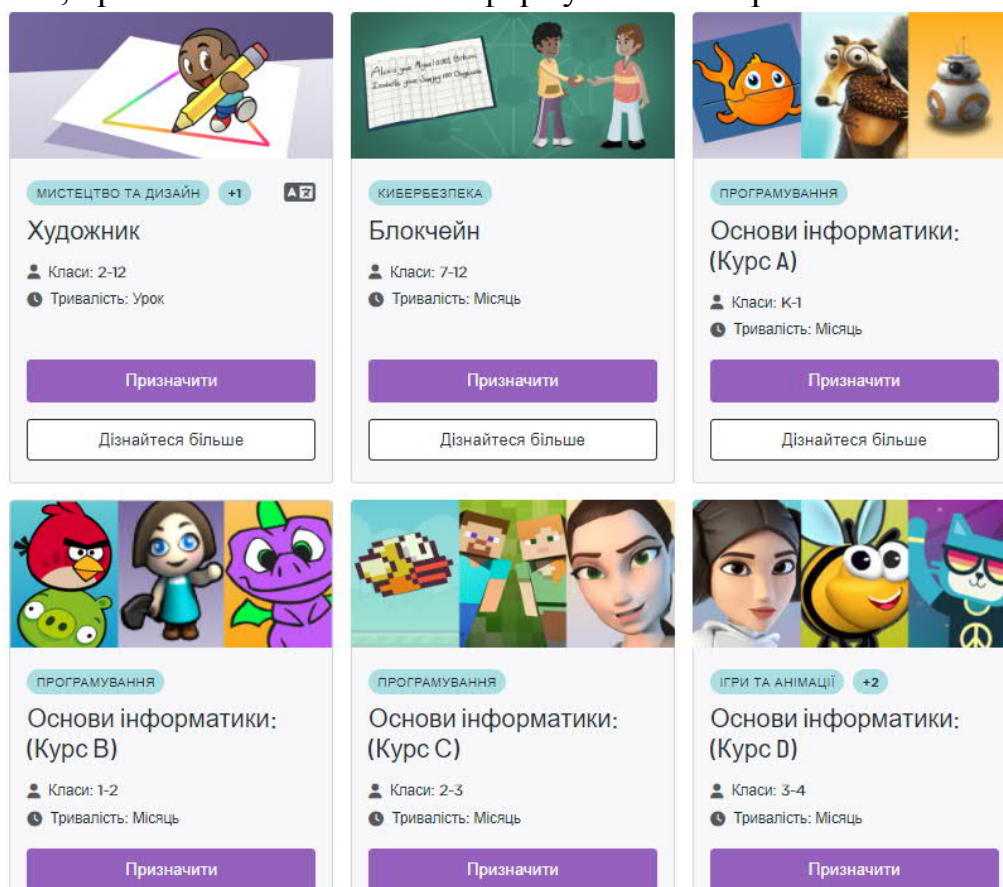 МИСТЕЦТВО ТА ДИЗАЙН +1
Художник
Класи: 2-12
Тривалість: Урок
Призначити
Дізнайтеся більше
КИБЕРБЕЗПЕКА
Блокчейн
Класи: 7-12
Тривалість: Місяць
Призначити
Дізнайтеся більше
ПРОГРАМУВАННЯ
Основи інформатики:
(Курс A)
Класи: K-1
Тривалість: Місяць
Призначити
Дізнайтеся більше
ПРОГРАМУВАННЯ
Основи інформатики:
(Курс B)
Класи: 1-2
Тривалість: Місяць
Призначити
ПРОГРАМУВАННЯ
Основи інформатики:
(Курс C)
Класи: 2-3
Тривалість: Місяць
Призначити
ІГРИ ТА АНІМАЦІЇ +2
Основи інформатики:
(Курс D)
Класи: 3-4
Тривалість: Місяць
Призначити